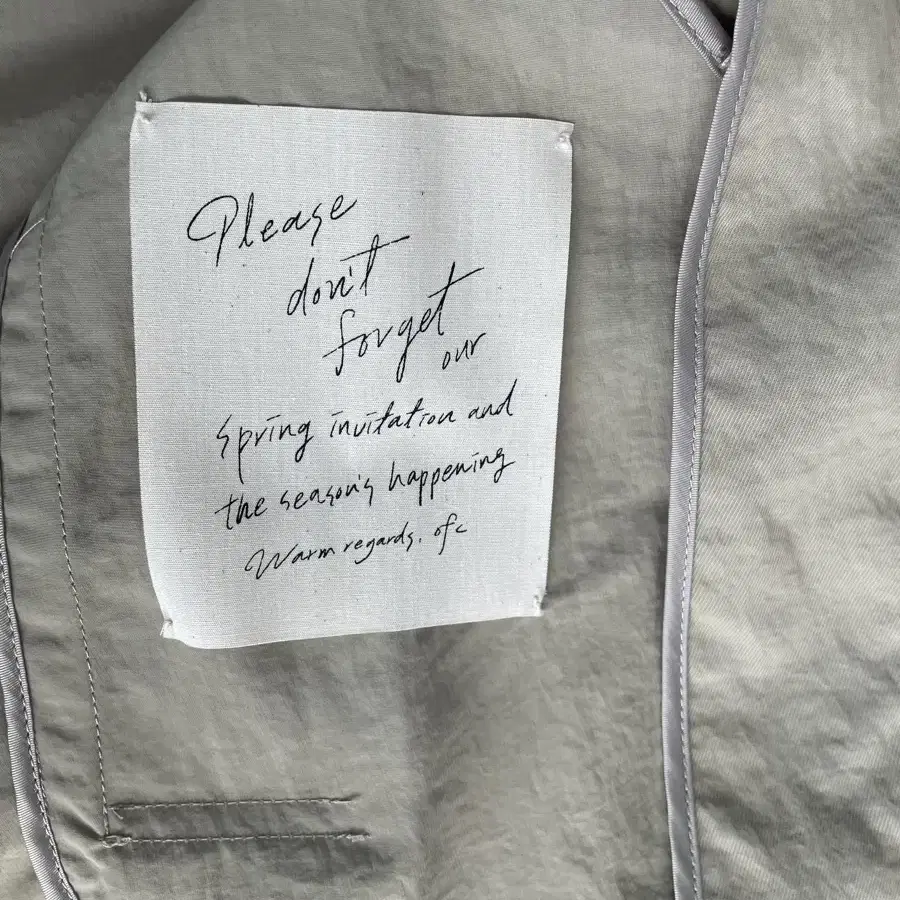 Please
don't
forget
our
spring invitation and
the season's happening
Warm regards. ofc